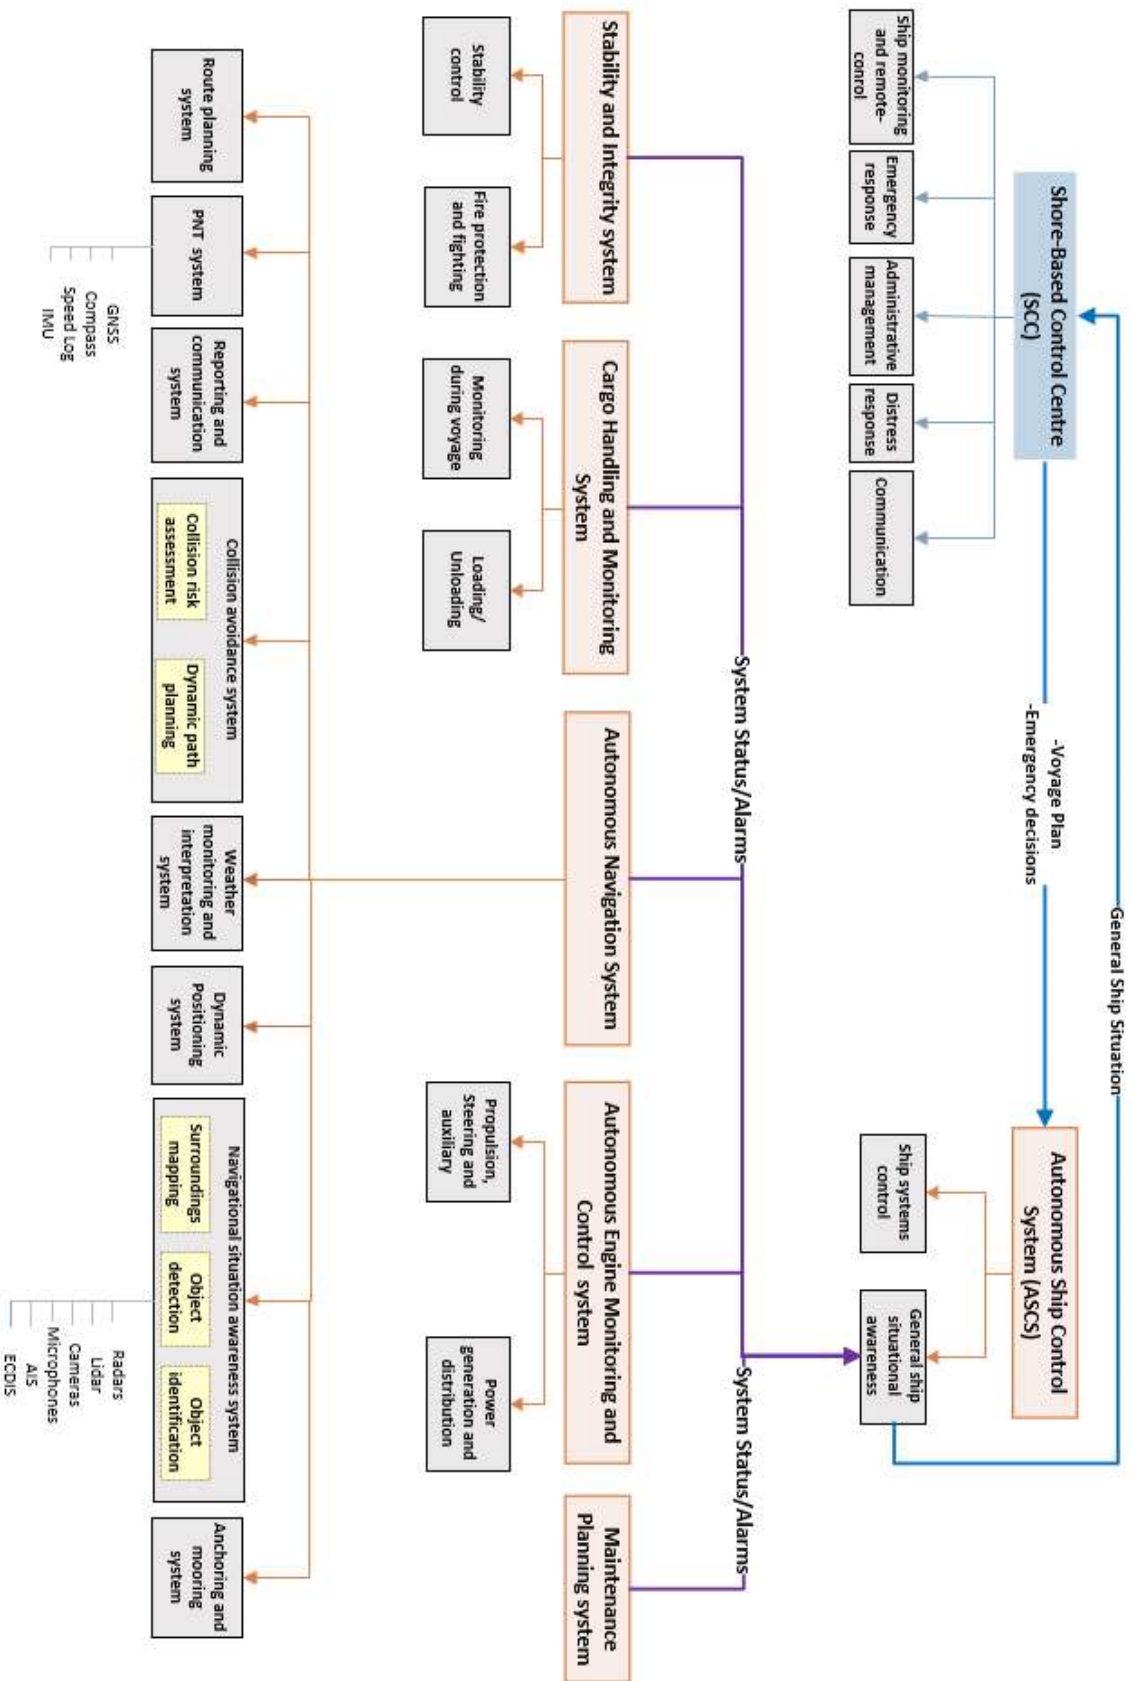 General Ship Situation
Shore-Based Control Centre
(SCC)
-Voyage Plan
-Emergency decisions
Autonomous Ship Control
System (ASCS)
Ship monitoring
and remote-
conrol
Emergency
response
Administrative
management
Distress
response
Communication
Ship systems
control
General ship
situational
awareness
System Status/Alarms
System Status/Alarms
Stability and Integrity system
Cargo Handling and Monitoring
System
Autonomous Navigation System
Autonomous Engine Monitoring and
Control system
Maintenance
Planning system
Stability
control
Fire protection
and fighting
Monitoring
during voyage
Loading/
Unloading
Propulsion,
Steering and
auxiliary
Power
generation and
distribution
Route planning
system
PNT system
Reporting and
communication
system
Collision avoidance system
Collision risk
assessment
Dynamic path
planning
Weather
monitoring and
interpretation
system
Dynamic
Positioning
system
Navigational situation awareness system
Surroundings
mapping
Object
detection
Object
identification
Anchoring and
mooring
system
GNSS
Compass
Speed Log
IMU
Radars
Lidar
Cameras
Microphones
AIS
ECDIS